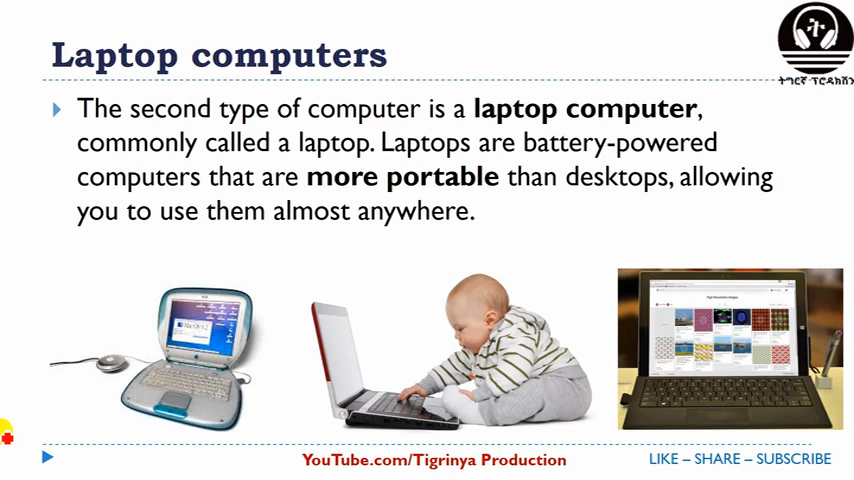 Laptop computers
ት
ትግርኛ ፕሮዳክሽን
The second type of computer is a laptop computer,
commonly called a laptop. Laptops are battery-powered
computers that are more portable than desktops, allowing
you to use them almost anywhere.
YouTube.com/Tigrinya Production
LIKE – SHARE – SUBSCRIBE